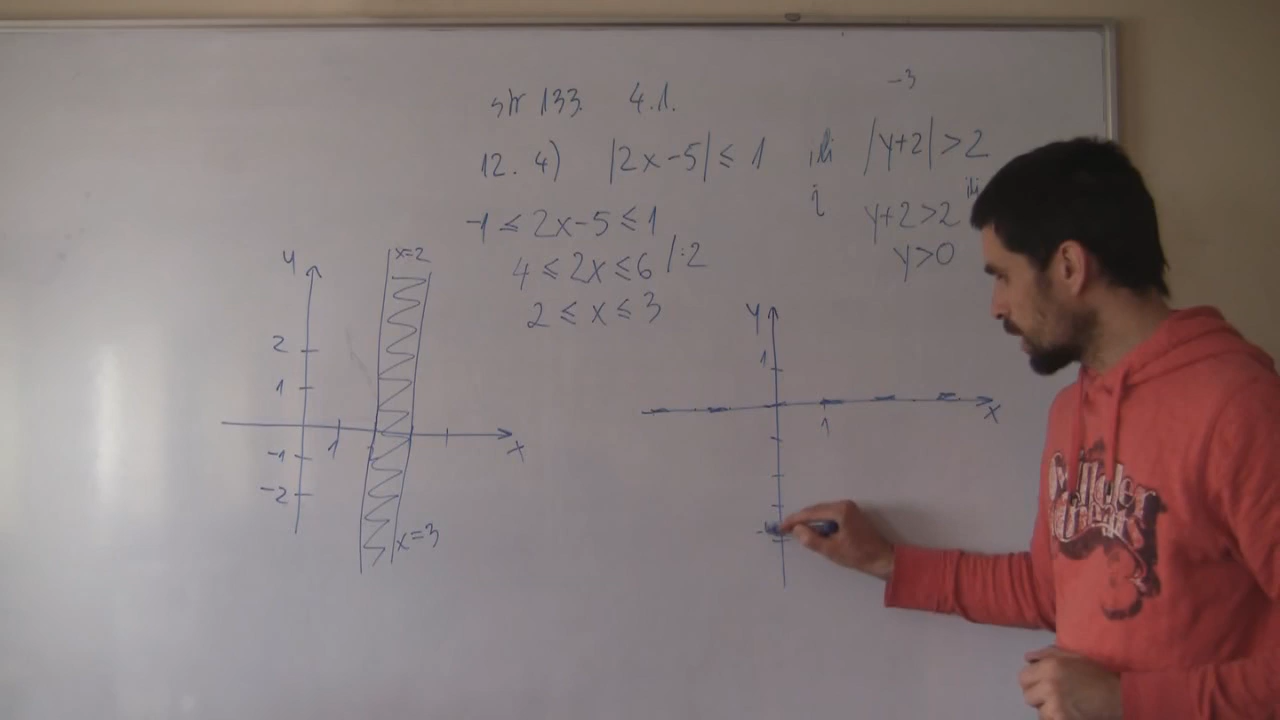 str 133. 4.1.
-3
12. 4) |2x-5| ≤ 1 ili |y+2| > 2
i
-1 ≤ 2x-5 ≤ 1
y+2 > 2 ili
4 ≤ 2x ≤ 6 /:2
y > 0
2 ≤ x ≤ 3
y
x=2
2
1
1
x
-1
-2
x=3
y
1
1
x